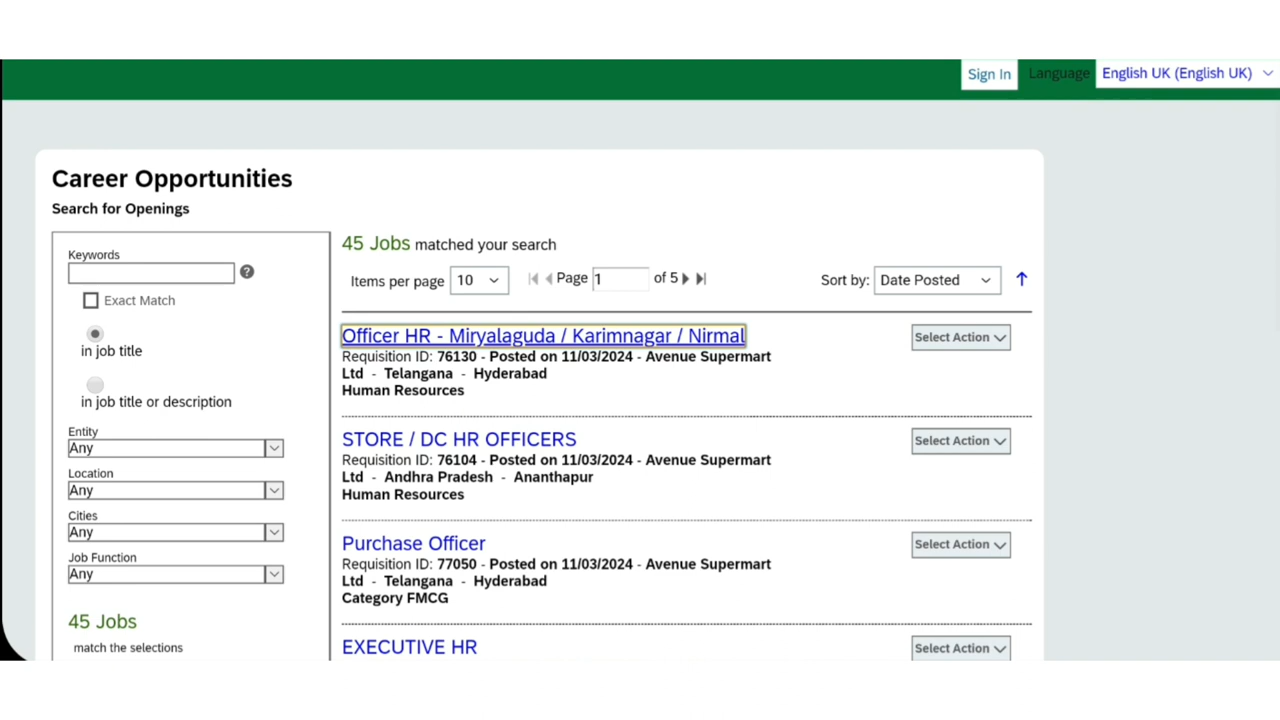 Sign In Language English UK (English UK)
Career Opportunities
Search for Openings
Keywords
?
Exact Match
in job title
in job title or description
Entity
Any
Location
Any
Cities
Any
Job Function
Any
45 Jobs
match the selections
45 Jobs matched your search
Items per page 10 Page 1 of 5 Sort by: Date Posted
Officer HR - Miryalaguda / Karimnagar / Nirmal Select Action
Requisition ID: 76130 - Posted on 11/03/2024 - Avenue Supermart
Ltd - Telangana - Hyderabad
Human Resources
STORE / DC HR OFFICERS Select Action
Requisition ID: 76104 - Posted on 11/03/2024 - Avenue Supermart
Ltd - Andhra Pradesh - Ananthapur
Human Resources
Purchase Officer Select Action
Requisition ID: 77050 - Posted on 11/03/2024 - Avenue Supermart
Ltd - Telangana - Hyderabad
Category FMCG
EXECUTIVE HR Select Action